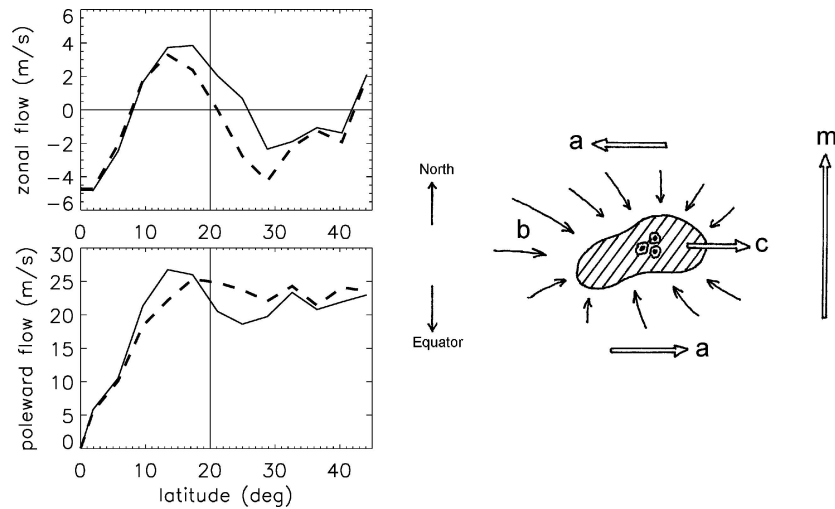 zonal flow (m/s)
6
4
2
0
−2
−4
−6
poleward flow (m/s)
30
25
20
15
10
5
0
0 10 20 30 40
latitude (deg)
North
Equator
a
b
c
a
m